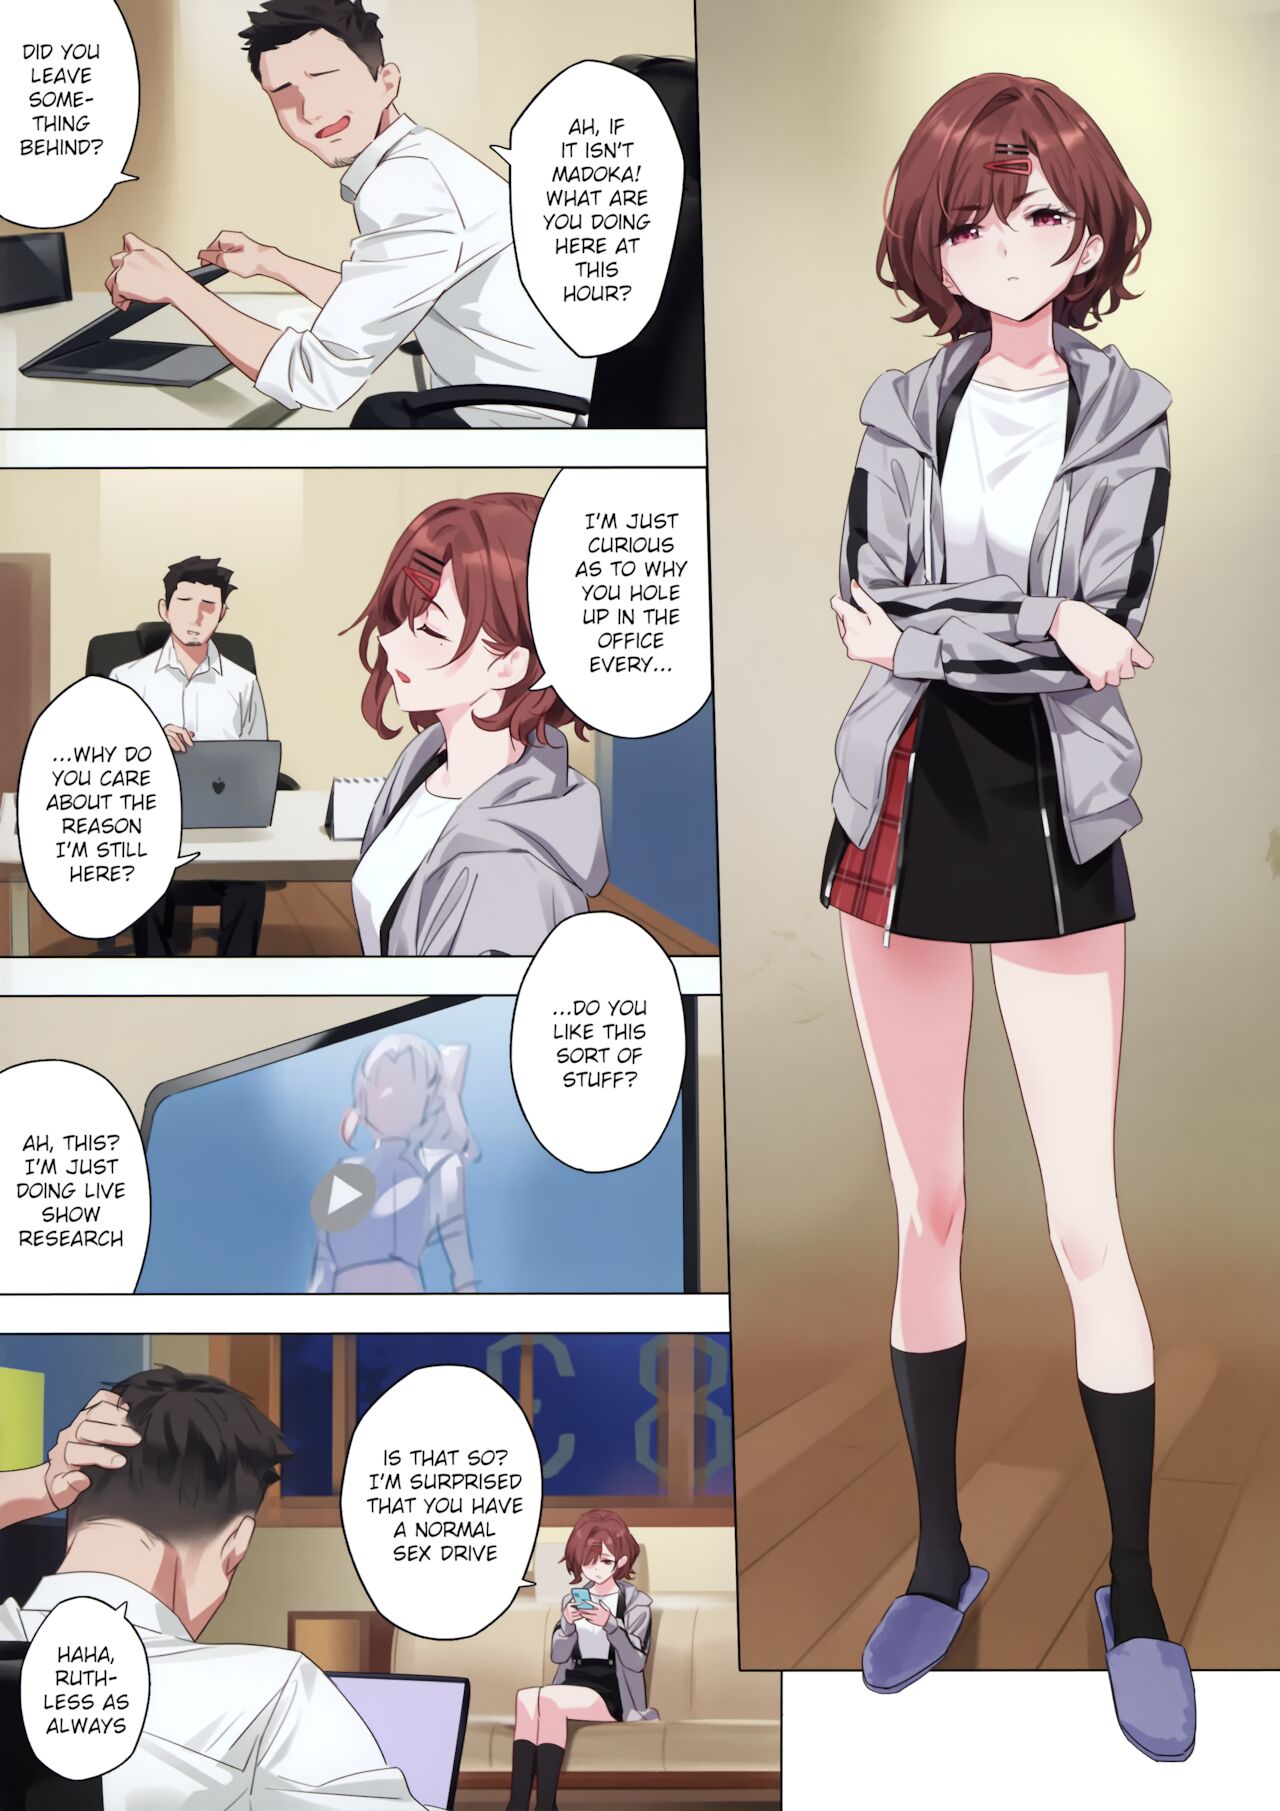 AH, IF
IT ISN'T
MADOKA!
WHAT ARE
YOU DOING
HERE AT
THIS
HOUR?
DID YOU
LEAVE
SOME-
THING
BEHIND?
I'M JUST
CURIOUS
AS TO WHY
YOU HOLE
UP IN THE
OFFICE
EVERY...
...WHY DO
YOU CARE
ABOUT THE
REASON
I'M STILL
HERE?
...DO YOU
LIKE THIS
SORT OF
STUFF?
AH, THIS?
I'M JUST
DOING LIVE
SHOW
RESEARCH
IS THAT SO?
I'M SURPRISED
THAT YOU HAVE
A NORMAL
SEX DRIVE
HAHA,
RUTH-
LESS AS
ALWAYS